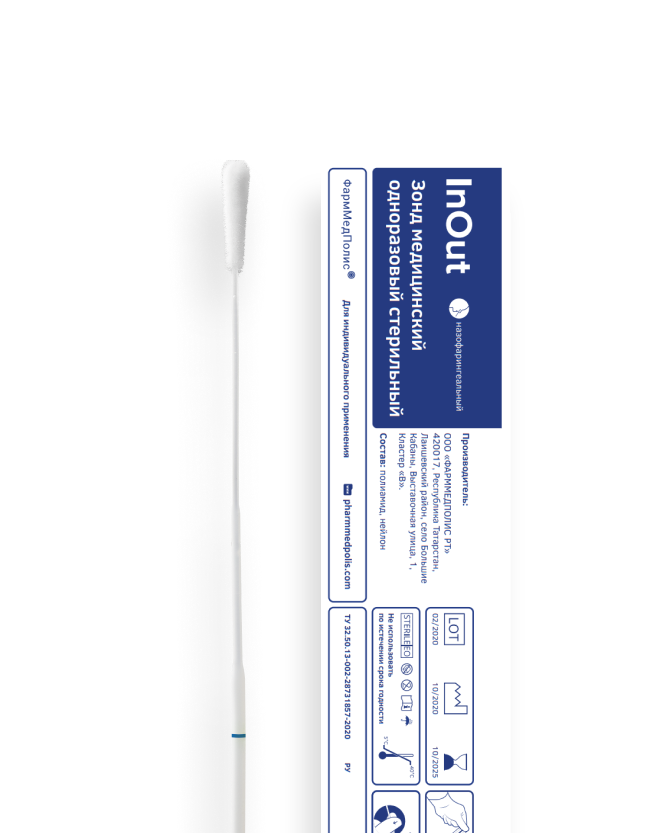 InOut
назофарингеальный
Зонд медицинский
одноразовый стерильный
Производитель:
ООО «ФАРММЕДПОЛИС РТ»
420017, Республика Татарстан,
Лаишевский район, село Большие
Кабаны, Выставочная улица, 1,
Кластер «В».
Состав: полиамид, нейлон
LOT
02/2020
10/2020
10/2025
STERILE EO
Не использовать
по истечении срока годности
5°C
40°C
ФармМедПолис
Для индивидуального применения
pharmmedpolis.com
ТУ 32.50.13-002-28731857-2020
РУ